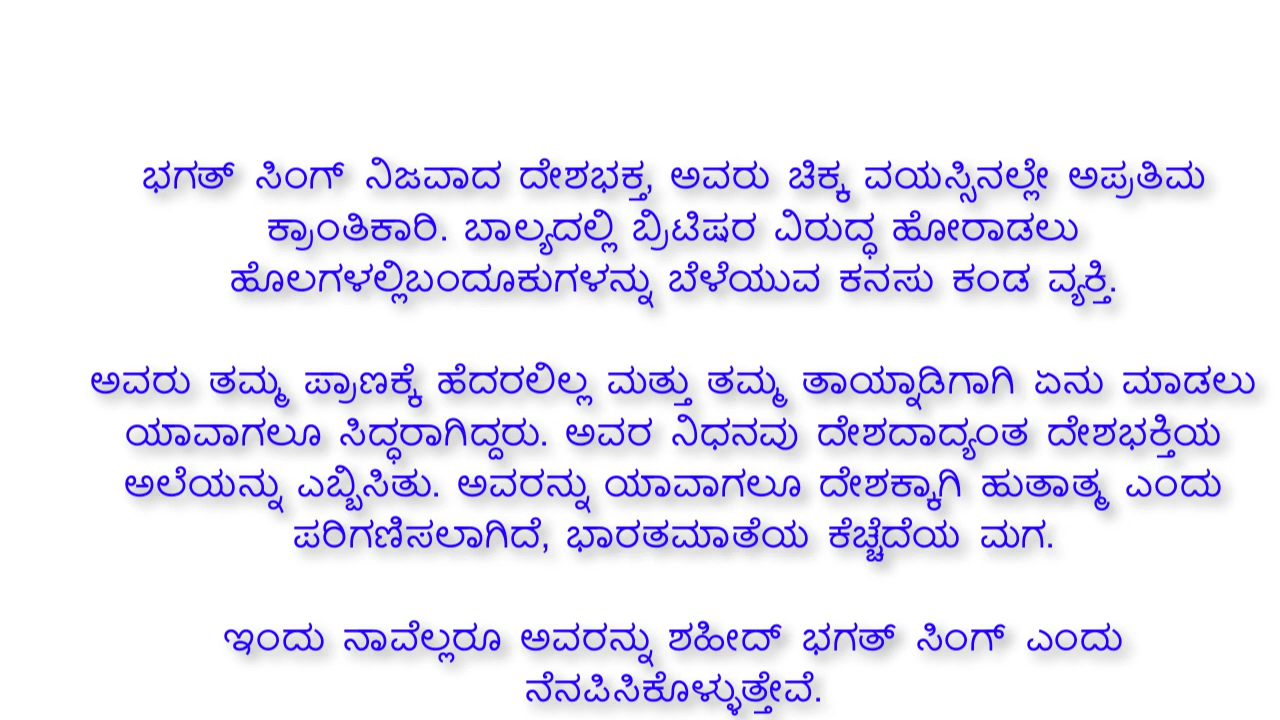 ಭಗತ್ ಸಿಂಗ್ ನಿಜವಾದ ದೇಶಭಕ್ತ, ಅವರು ಚಿಕ್ಕ ವಯಸ್ಸಿನಲ್ಲೇ ಅಪ್ರತಿಮ
ಕ್ರಾಂತಿಕಾರಿ. ಬಾಲ್ಯದಲ್ಲಿ ಬ್ರಿಟಿಷರ ವಿರುದ್ಧ ಹೋರಾಡಲು
ಹೊಲಗಳಲ್ಲಿಬಂದೂಕುಗಳನ್ನು ಬೆಳೆಯುವ ಕನಸು ಕಂಡ ವ್ಯಕ್ತಿ.
ಅವರು ತಮ್ಮ ಪ್ರಾಣಕ್ಕೆ ಹೆದರಲಿಲ್ಲ ಮತ್ತು ತಮ್ಮ ತಾಯ್ನಾಡಿಗಾಗಿ ಏನು ಮಾಡಲು
ಯಾವಾಗಲೂ ಸಿದ್ಧರಾಗಿದ್ದರು. ಅವರ ನಿಧನವು ದೇಶದಾದ್ಯಂತ ದೇಶಭಕ್ತಿಯ
ಅಲೆಯನ್ನು ಎಬ್ಬಿಸಿತು. ಅವರನ್ನು ಯಾವಾಗಲೂ ದೇಶಕ್ಕಾಗಿ ಹುತಾತ್ಮ ಎಂದು
ಪರಿಗಣಿಸಲಾಗಿದೆ, ಭಾರತಮಾತೆಯ ಕೆಚ್ಚೆದೆಯ ಮಗ.
ಇಂದು ನಾವೆಲ್ಲರೂ ಅವರನ್ನು ಶಹೀದ್ ಭಗತ್ ಸಿಂಗ್ ಎಂದು
ನೆನಪಿಸಿಕೊಳ್ಳುತ್ತೇವೆ.